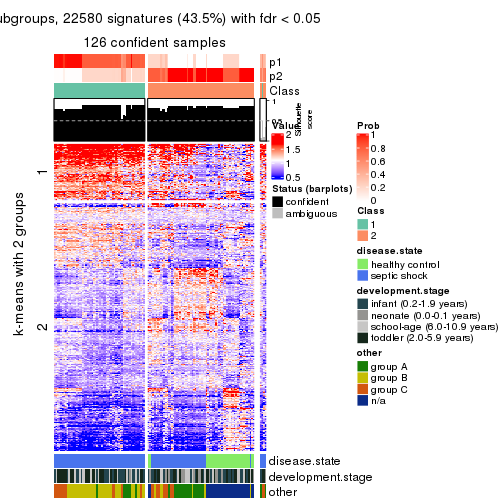 ubgroups, 22580 signatures (43.5%) with fdr < 0.05
126 confident samples
p1
p2
Class
1
0.5
Silhouette
score
1
2
k-means with 2 groups
disease.state
development.stage
other
Value
2
1.5
1
0.5
Status (barplots)
confident
ambiguous
Prob
1
0.8
0.6
0.4
0.2
0
Class
1
2
disease.state
healthy control
septic shock
development.stage
infant (0.2-1.9 years)
neonate (0.0-0.1 years)
school-age (6.0-10.9 years)
toddler (2.0-5.9 years)
other
group A
group B
group C
n/a